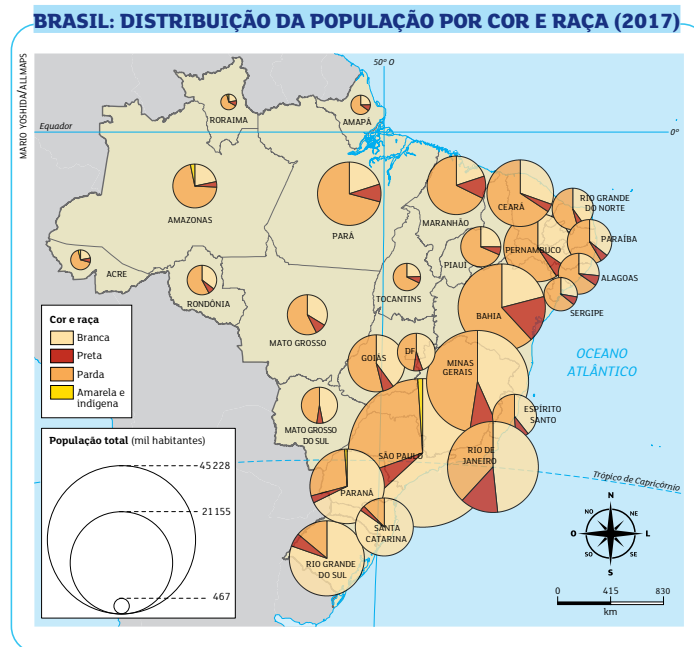 BRASIL: DISTRIBUIÇÃO DA POPULAÇÃO POR COR E RAÇA (2017)
MARIO YOSHIDA/ALLMAPS
50º O
Equador
0º
RORAIMA
AMAPÁ
AMAZONAS
PARÁ
MARANHÃO
CEARÁ
RIO GRANDE
DO NORTE
PARAÍBA
PERNAMBUCO
PIAUÍ
ALAGOAS
SERGIPE
ACRE
RONDÔNIA
TOCANTINS
BAHIA
MATO GROSSO
GOIÁS
DF
MINAS
GERAIS
OCEANO
ATLÂNTICO
ESPÍRITO
SANTO
MATO GROSSO
DO SUL
SÃO PAULO
RIO DE
JANEIRO
Trópico de Capricórnio
PARANÁ
SANTA
CATARINA
RIO GRANDE
DO SUL
Cor e raça
Branca
Preta
Parda
Amarela e
indígena
População total (mil habitantes)
45 228
21 155
467
N
NO
NE
O
L
SO
SE
S
0
415
830
km